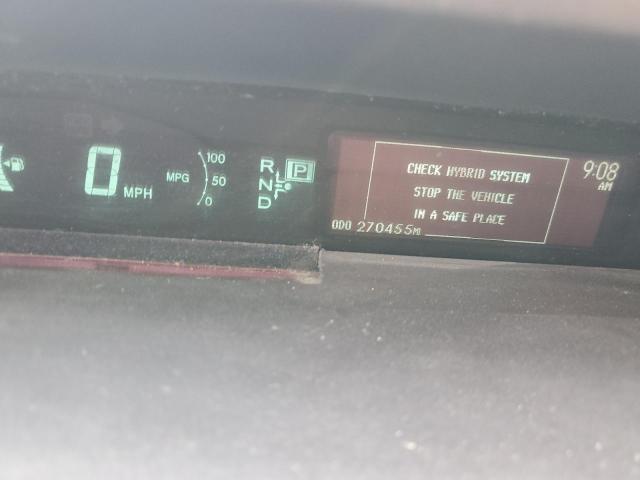 0 MPH
MPG
100
50
0
R
N
D
P
CHECK HYBRID SYSTEM
STOP THE VEHICLE
IN A SAFE PLACE
9:08
AM
ODO 270455MI